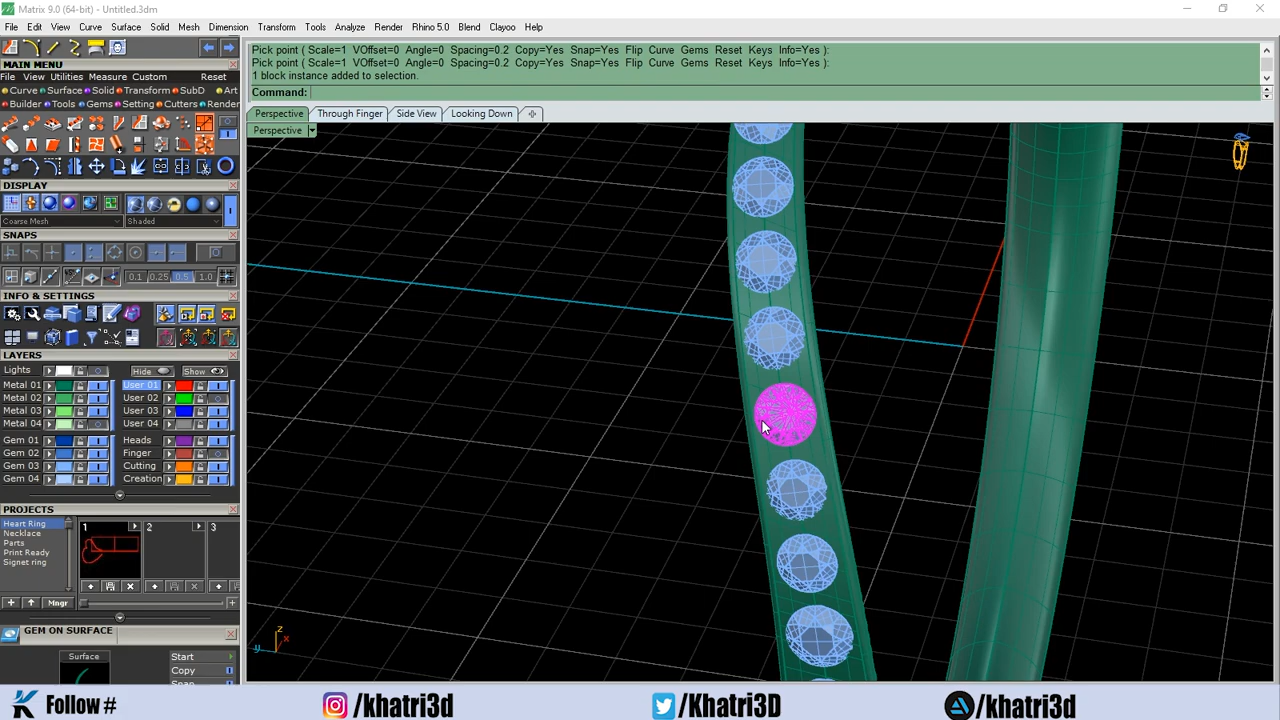 Matrix 9.0 (64-bit) - Untitled.3dm
File Edit View Curve Surface Solid Mesh Dimension Transform Tools Analyze Render Rhino 5.0 Blend Clayoo Help
Pick point ( Scale=1 VOffset=0 Angle=0 Spacing=0.2 Copy=Yes Snap=Yes Flip Curve Gems Reset Keys Info=Yes ):
Pick point ( Scale=1 VOffset=0 Angle=0 Spacing=0.2 Copy=Yes Snap=Yes Flip Curve Gems Reset Keys Info=Yes ):
1 block instance added to selection.
Command:
MAIN MENU
File View Utilities Measure Custom Reset
Curve Surface Solid Transform SubD Art
Builder Tools Gems Setting Cutters Render
Perspective Through Finger Side View Looking Down
Perspective
DISPLAY
Coarse Mesh Shaded
SNAPS
0.1 0.25 0.5 1.0
INFO & SETTINGS
LAYERS
Lights Hide Show
Metal 01 User 01
Metal 02 User 02
Metal 03 User 03
Metal 04 User 04
Gem 01 Heads
Gem 02 Finger
Gem 03 Cutting
Gem 04 Creation
PROJECTS
Heart Ring
Necklace
Parts
Print Ready
Signet ring
1 2 3
Mngr
GEM ON SURFACE
Surface Start
Copy
z
y x
Follow # /khatri3d /Khatri3D /khatri3d